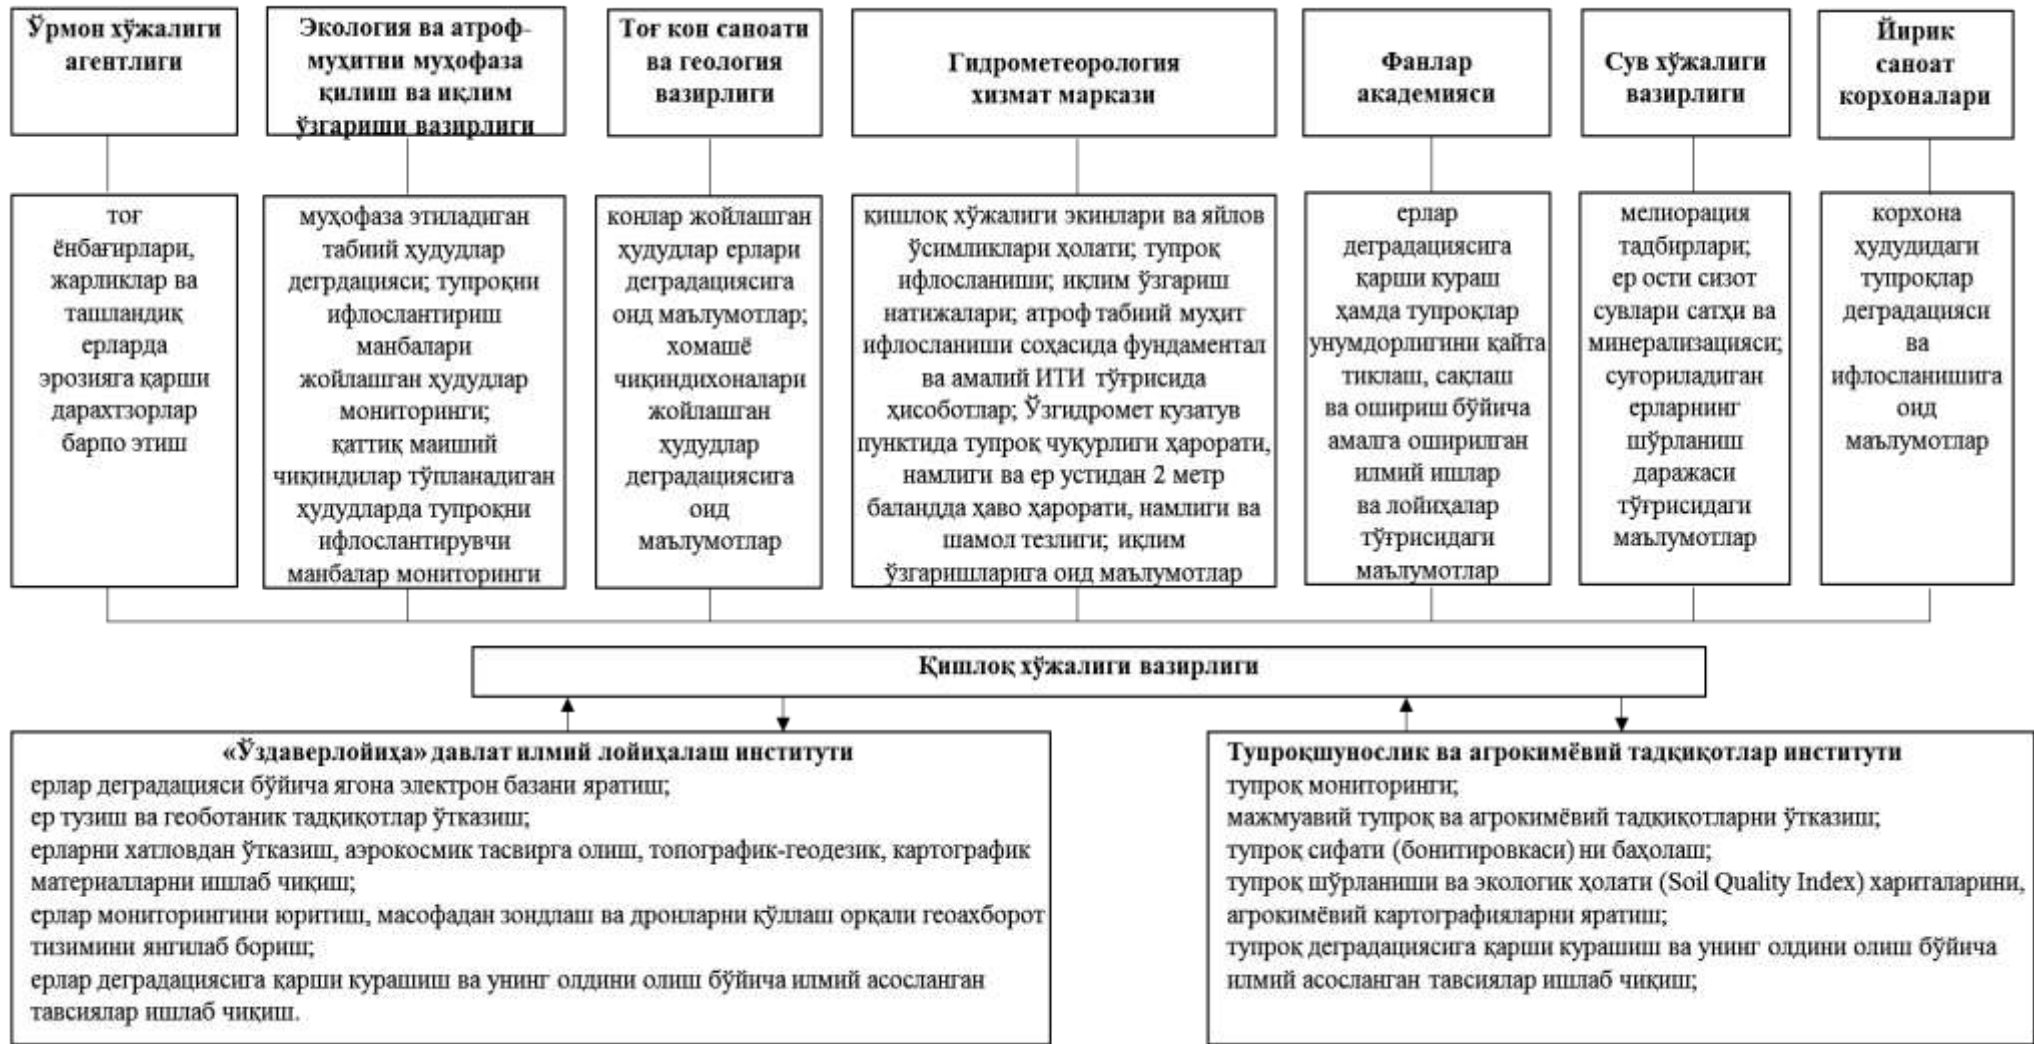 Ўрмон хўжалиги
агентлиги
Экология ва атроф-
муҳитни муҳофаза
қилиш ва иқлим
ўзгариши вазирлиги
Тоғ кон саноати
ва геология
вазирлиги
Гидрометеорология
хизмат маркази
Фанлар
академияси
Сув хўжалиги
вазирлиги
Йирик
саноат
корхоналари
тоғ
ёнбағирлари,
жарликлар ва
ташландиқ
ерларда
эрозияга қарши
дарахтзорлар
барпо этиш
муҳофаза этиладиган
табиий ҳудудлар
дегрдацияси; тупроқни
ифлослантириш
манбалари
жойлашган ҳудудлар
мониторинги;
қаттиқ маиший
чиқиндилар тўпланадиган
ҳудудларда тупроқни
ифлослантирувчи
манбалар мониторинги
конлар жойлашган
ҳудудлар ерлари
деградациясига
оид маълумотлар;
хомашё
чиқиндихоналари
жойлашган
ҳудудлар
деградациясига
оид
маълумотлар
қишлоқ хўжалиги экинлари ва яйлов
ўсимликлари ҳолати; тупроқ
ифлосланиши; иқлим ўзгариш
натижалари; атроф табиий муҳит
ифлосланиши соҳасида фундаментал
ва амалий ИТИ тўғрисида
ҳисоботлар; Ўзгидромет кузатув
пунктида тупроқ чуқурлиги ҳарорати,
намлиги ва ер устидан 2 метр
баландда ҳаво ҳарорати, намлиги ва
шамол тезлиги; иқлим
ўзгаришларига оид маълумотлар
ерлар
деградациясига
қарши кураш
ҳамда тупроқлар
унумдорлигини қайта
тиклаш, сақлаш
ва ошириш бўйича
амалга оширилган
илмий ишлар
ва лойиҳалар
тўғрисидаги
маълумотлар
мелиорация
тадбирлари;
ер ости сизот
сувлари сатҳи ва
минерализацияси;
суғориладиган
ерларнинг
шўрланиш
даражаси
тўғрисидаги
маълумотлар
корхона
ҳудудидаги
тупроқлар
деградацияси
ва
ифлосланишига
оид
маълумотлар
Қишлоқ хўжалиги вазирлиги
«Ўздаверлойиҳа» давлат илмий лойиҳалаш институти
ерлар деградацияси бўйича ягона электрон базани яратиш;
ер тузиш ва геоботаник тадқиқотлар ўтказиш;
ерларни хатловдан ўтказиш, аэрокосмик тасвирга олиш, топографик-геодезик, картографик
материалларни ишлаб чиқиш;
ерлар мониторингини юритиш, масофадан зондлаш ва дронларни қўллаш орқали геоахборот
тизимини янгилаб бориш;
ерлар деградациясига қарши курашиш ва унинг олдини олиш бўйича илмий асосланган
тавсиялар ишлаб чиқиш.
Тупроқшунослик ва агрокимёвий тадқиқотлар институти
тупроқ мониторинги;
мажмуавий тупроқ ва агрокимёвий тадқиқотларни ўтказиш;
тупроқ сифати (бонитировкаси) ни баҳолаш;
тупроқ шўрланиши ва экологик ҳолати (Soil Quality Index) хариталарини,
агрокимёвий картографияларни яратиш;
тупроқ деградациясига қарши курашиш ва унинг олдини олиш бўйича
илмий асосланган тавсиялар ишлаб чиқиш;